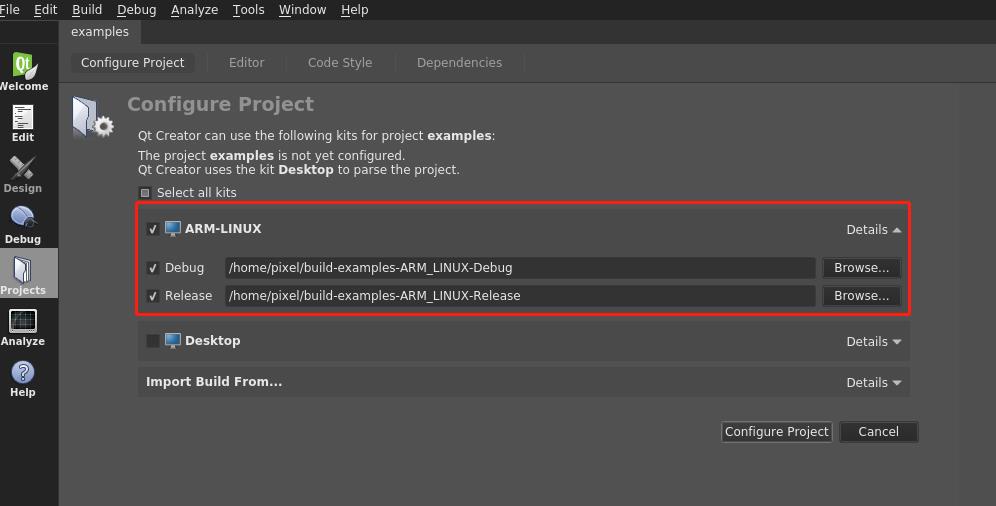 File Edit Build Debug Analyze Tools Window Help
examples
Configure Project Editor Code Style Dependencies
Welcome
Edit
Design
Debug
Projects
Analyze
Help
Configure Project
Qt Creator can use the following kits for project examples:
The project examples is not yet configured.
Qt Creator uses the kit Desktop to parse the project.
Select all kits
ARM-LINUX Details
Debug /home/pixel/build-examples-ARM_LINUX-Debug Browse...
Release /home/pixel/build-examples-ARM_LINUX-Release Browse...
Desktop Details
Import Build From... Details
Configure Project Cancel